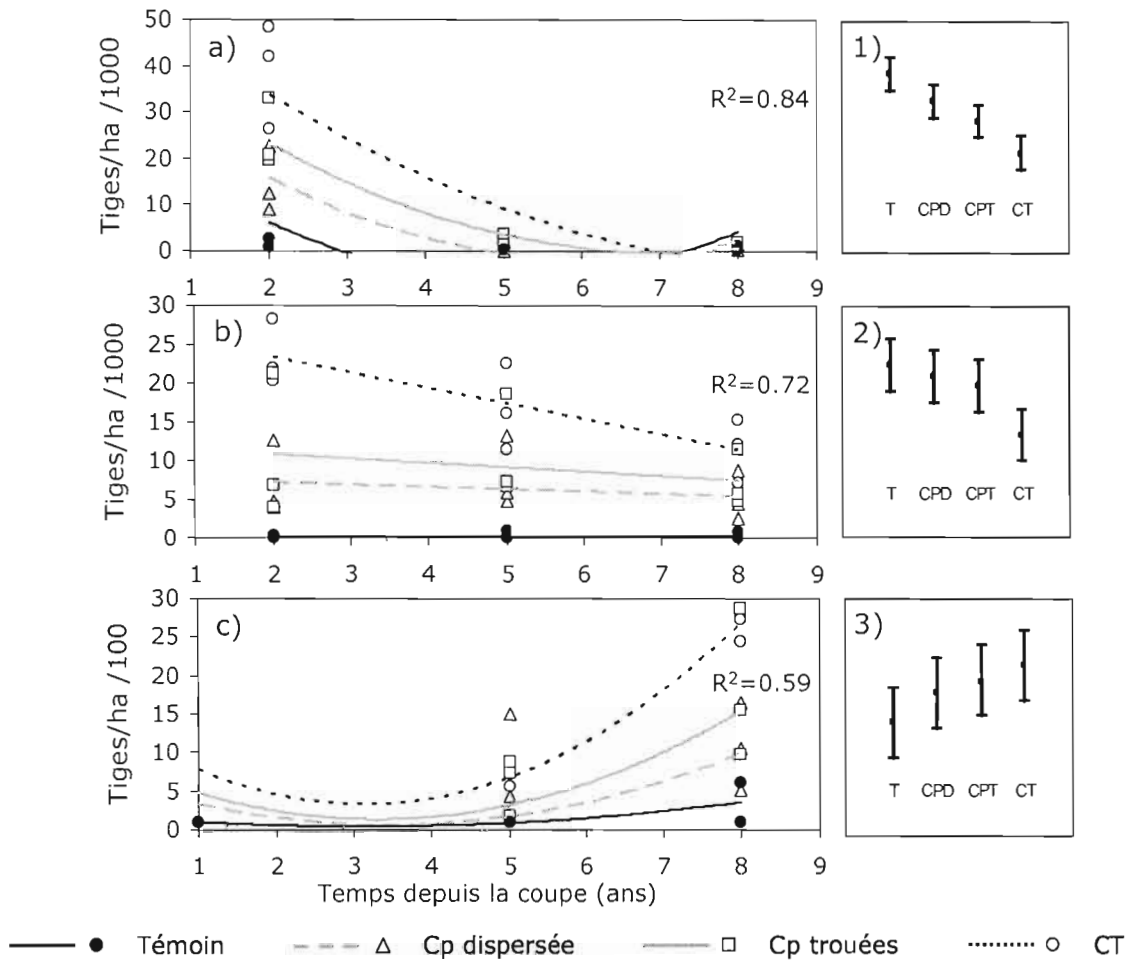 a)
Tiges/ha /1000
50
40
30
20
10
0
R²=0.84
1 2 3 4 5 6 7 8 9
1)
T CPD CPT CT
b)
Tiges/ha /1000
30
25
20
15
10
5
0
R²=0.72
1 2 3 4 5 6 7 8 9
2)
T CPD CPT CT
c)
Tiges/ha /100
30
25
20
15
10
5
0
R²=0.59
1 2 3 4 5 6 7 8 9
3)
T CPD CPT CT
Temps depuis la coupe (ans)
Témoin Cp dispersée Cp trouées CT